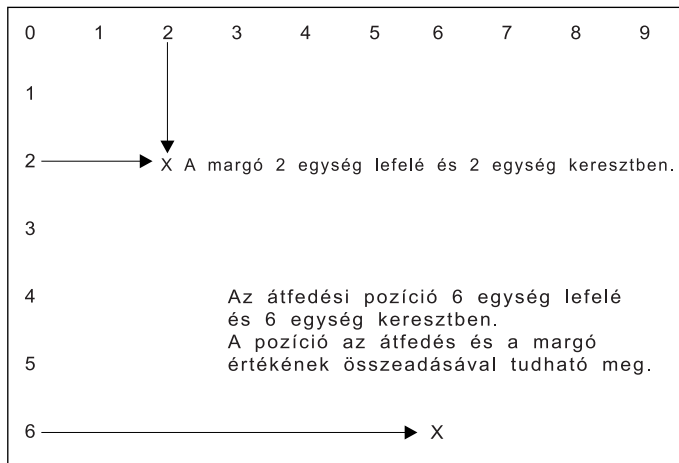 0 1 2 3 4 5 6 7 8 9
1
2 X A margó 2 egység lefelé és 2 egység keresztben.
3
4 Az átfedési pozíció 6 egység lefelé
és 6 egység keresztben.
A pozíció az átfedés és a margó
5 értékének összeadásával tudható meg.
6 X